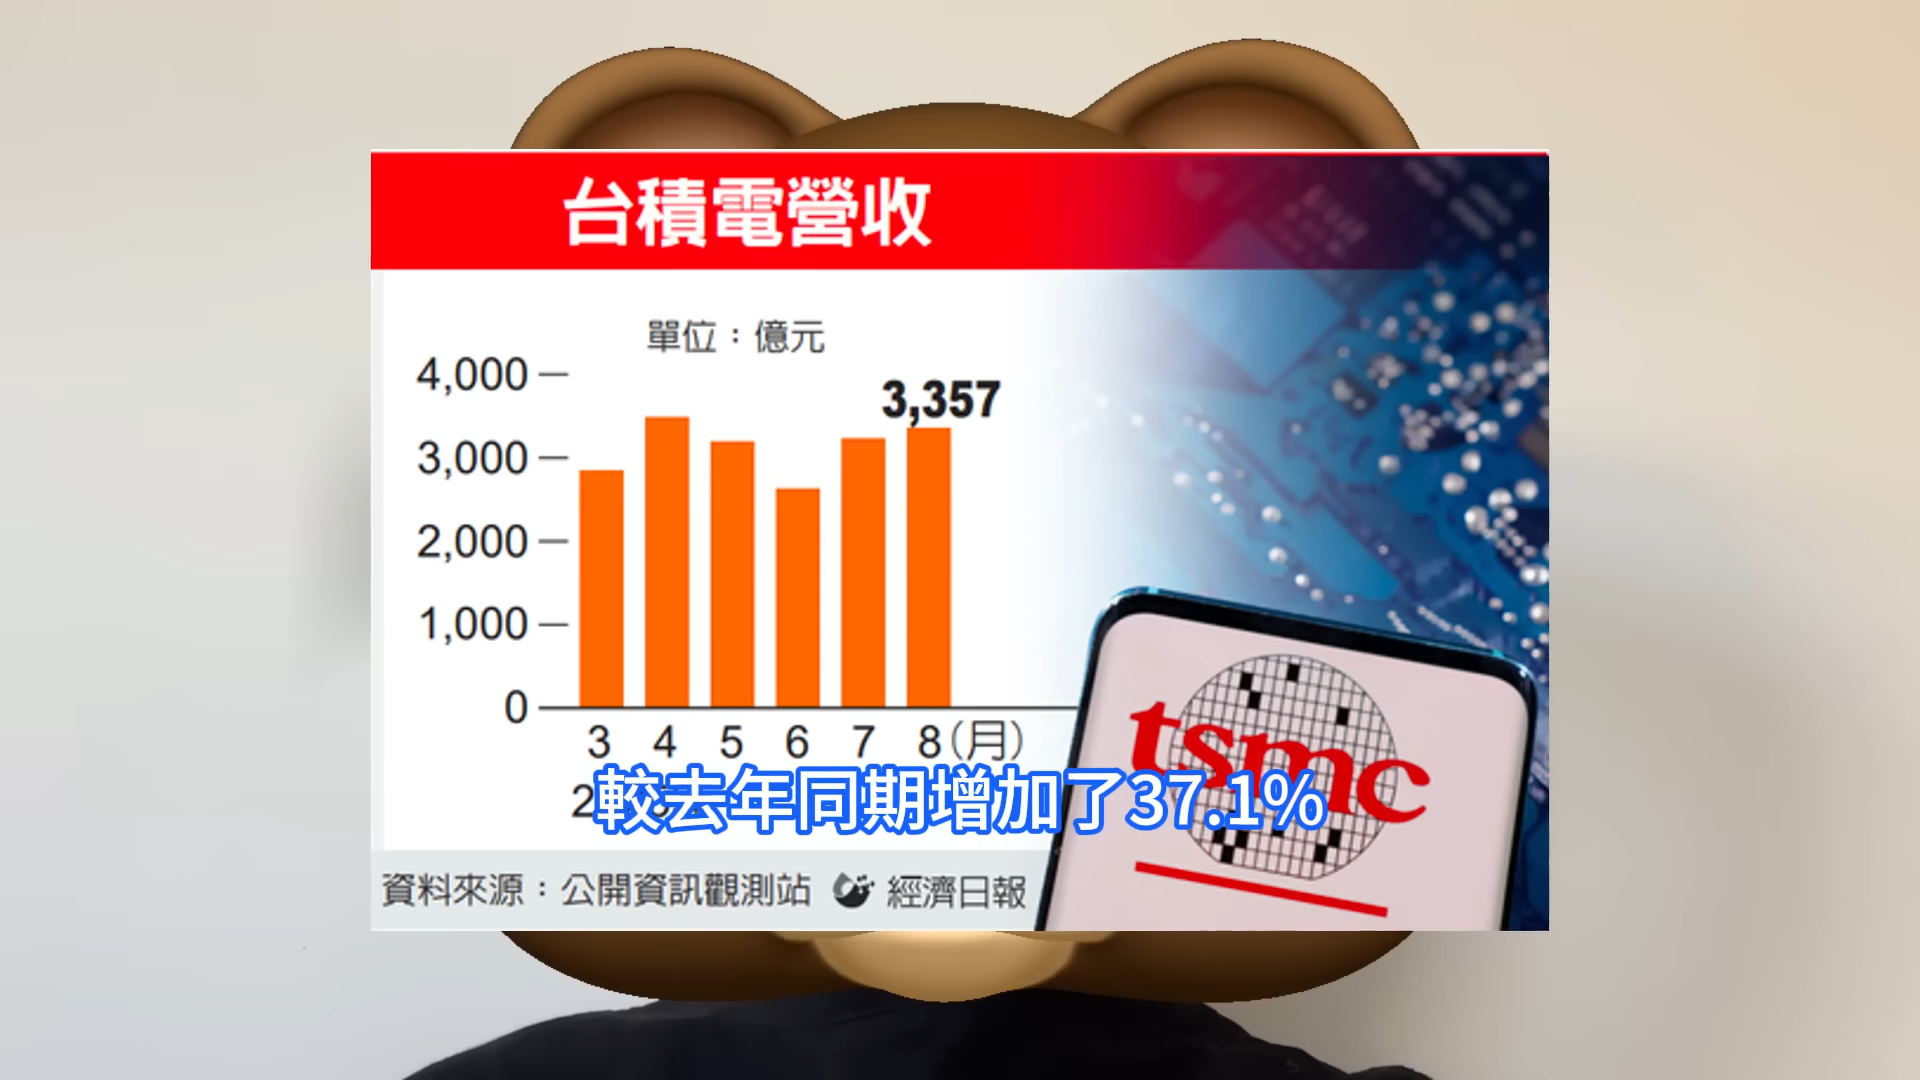 台積電營收
單位：億元
4,000
3,357
3,000
2,000
1,000
0
3 4 5 6 7 8(月)
較去年同期增加了37.1%
tsmc
資料來源：公開資訊觀測站 經濟日報